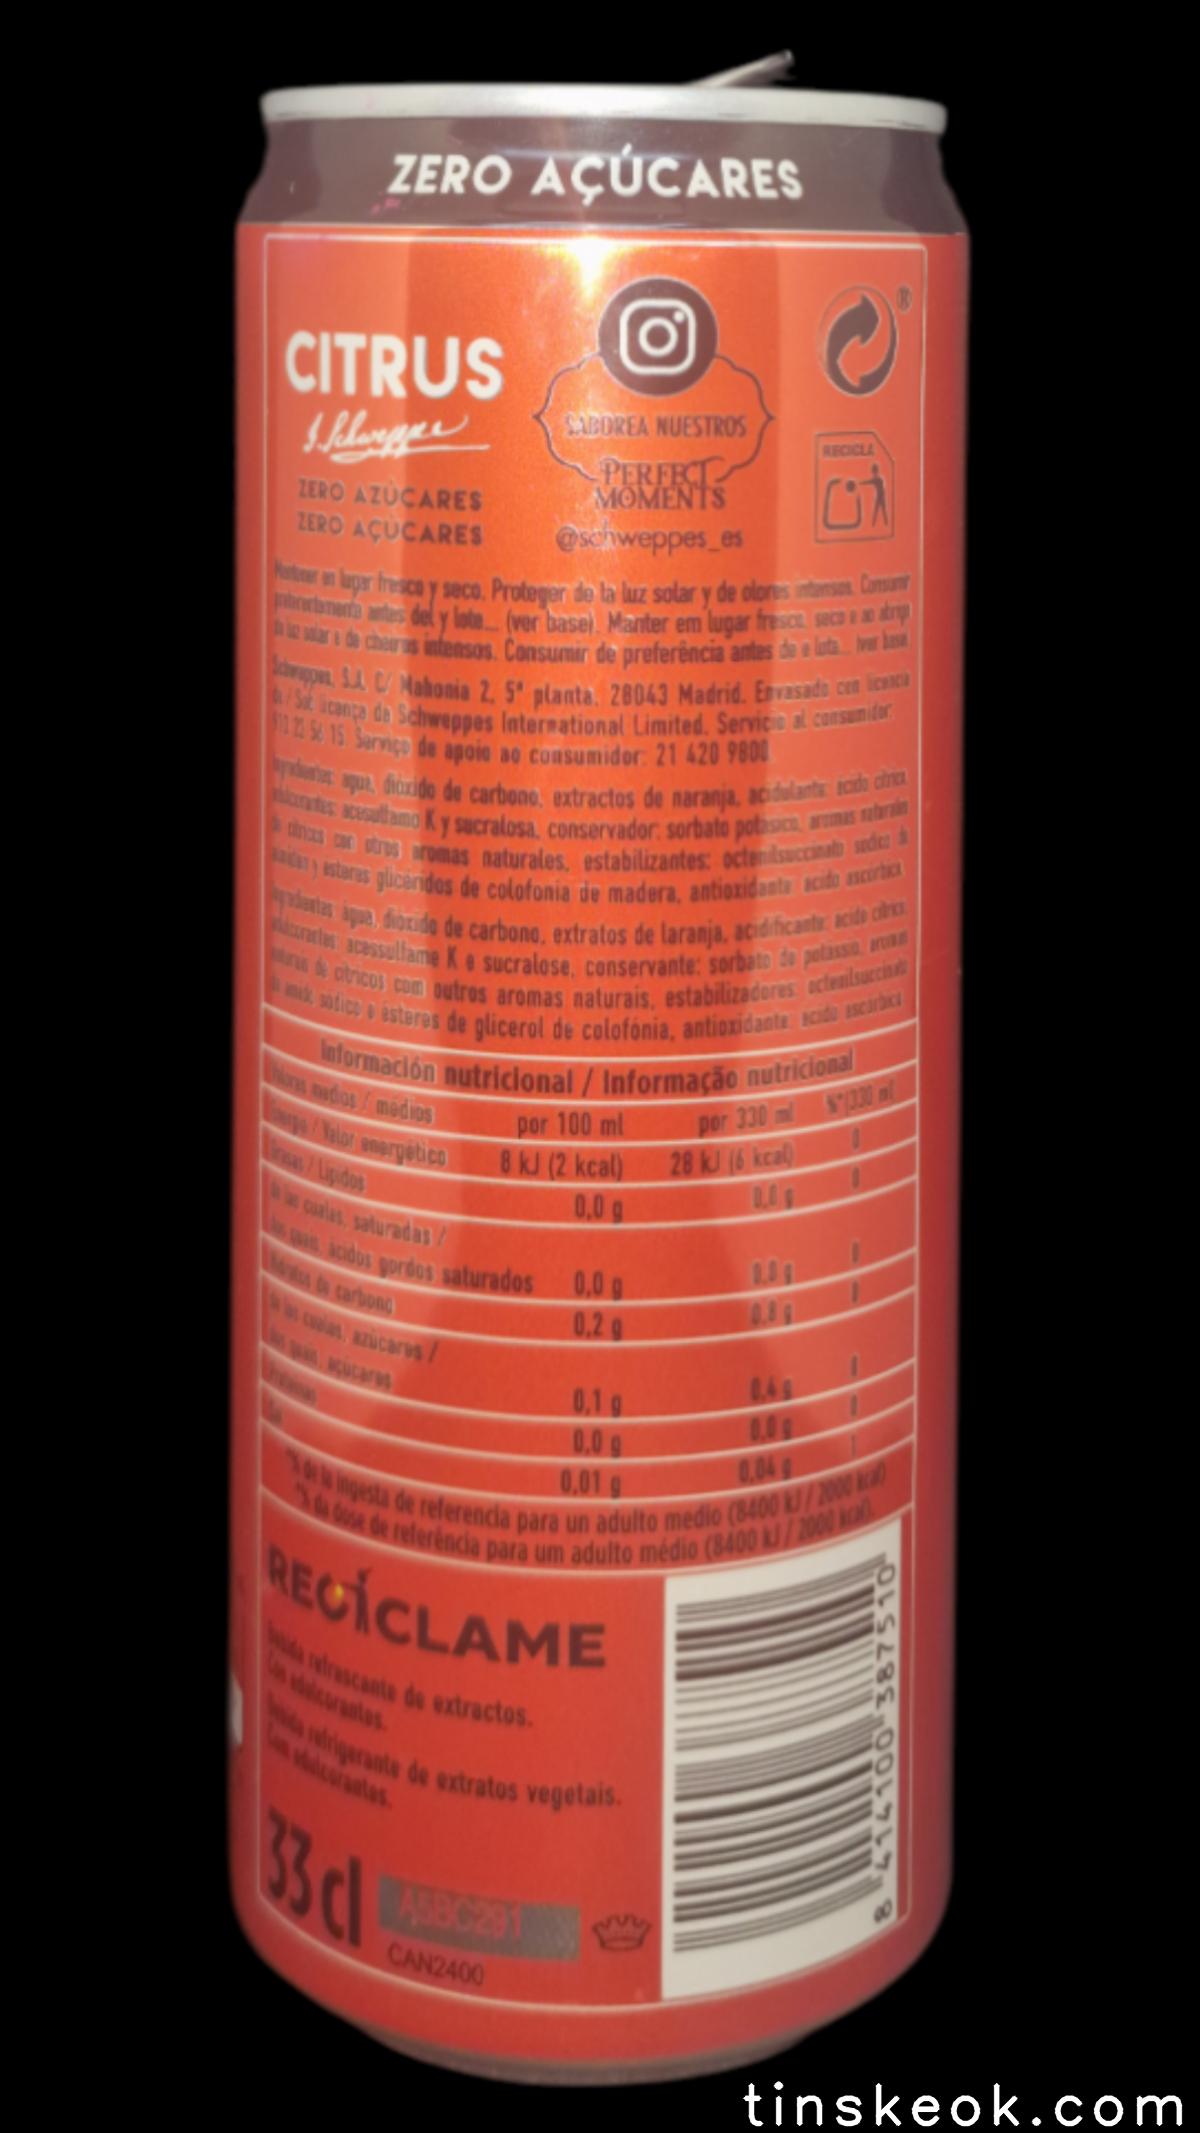 ZERO AÇÚCARES
CITRUS
J. Schweppe
ZERO AZÚCARES
ZERO AÇÚCARES
SABOREA NUESTROS
PERFECT
MOMENTS
@schweppes_es
®
RECICLA
Mantener en lugar fresco y seco. Proteger de la luz solar y de olores intensos. Consumir
preferentemente antes del y lote... (ver base). Manter em lugar fresco, seco e ao abrigo
da luz solar e de cheiros intensos. Consumir de preferência antes de e lote... (ver base)
Schweppes, S.A. C/ Mahonia 2, 5ª planta. 28043 Madrid. Envasado con licencia
de / Sob licença da Schweppes International Limited. Servicio al consumidor:
912 22 56 15. Serviço de apoio ao consumidor: 21 420 9800.
Ingredientes: agua, dióxido de carbono, extractos de naranja, acidulante: ácido cítrico,
edulcorantes: acesulfamo K y sucralosa, conservador: sorbato potásico, aromas naturales
de cítricos con otros aromas naturales, estabilizantes: octenilsuccinato sódico de
almidón y ésteres glicéridos de colofonia de madera, antioxidante: ácido ascórbico.
Ingredientes: água, dióxido de carbono, extratos de laranja, acidificante: ácido cítrico,
edulcorantes: acessulfame K e sucralose, conservante: sorbato de potássio, aromas
naturais de citricos com outros aromas naturais, estabilizadores: octenilsuccinato
de amido sódico e ésteres de glicerol de colofónia, antioxidante: ácido ascórbico.
Información nutricional / Informação nutricional
Valores medios / médios por 100 ml por 330 ml %*(330 ml)
Energía / Valor energético 8 kJ (2 kcal) 28 kJ (6 kcal) 0
Grasas / Lípidos 0,0 g 0,0 g 0
de las cuales, saturadas /
dos quais, ácidos gordos saturados 0,0 g 0,0 g 0
Hidratos de carbono 0,2 g 0,8 g 0
de los cuales, azúcares /
dos quais, açúcares 0,1 g 0,4 g 0
Proteínas 0,0 g 0,0 g 0
Sal 0,01 g 0,04 g 1
*% de la ingesta de referencia para un adulto medio (8400 kJ / 2000 kcal)
*% da dose de referência para um adulto médio (8400 kJ / 2000 kcal).
RECÍCLAME
Bebida refrescante de extractos.
Con edulcorantes.
Bebida refrigerante de extratos vegetais.
Com edulcorantes.
33 cl
A5BC291
CAN2400
8 414100 387510
tinskeok.com